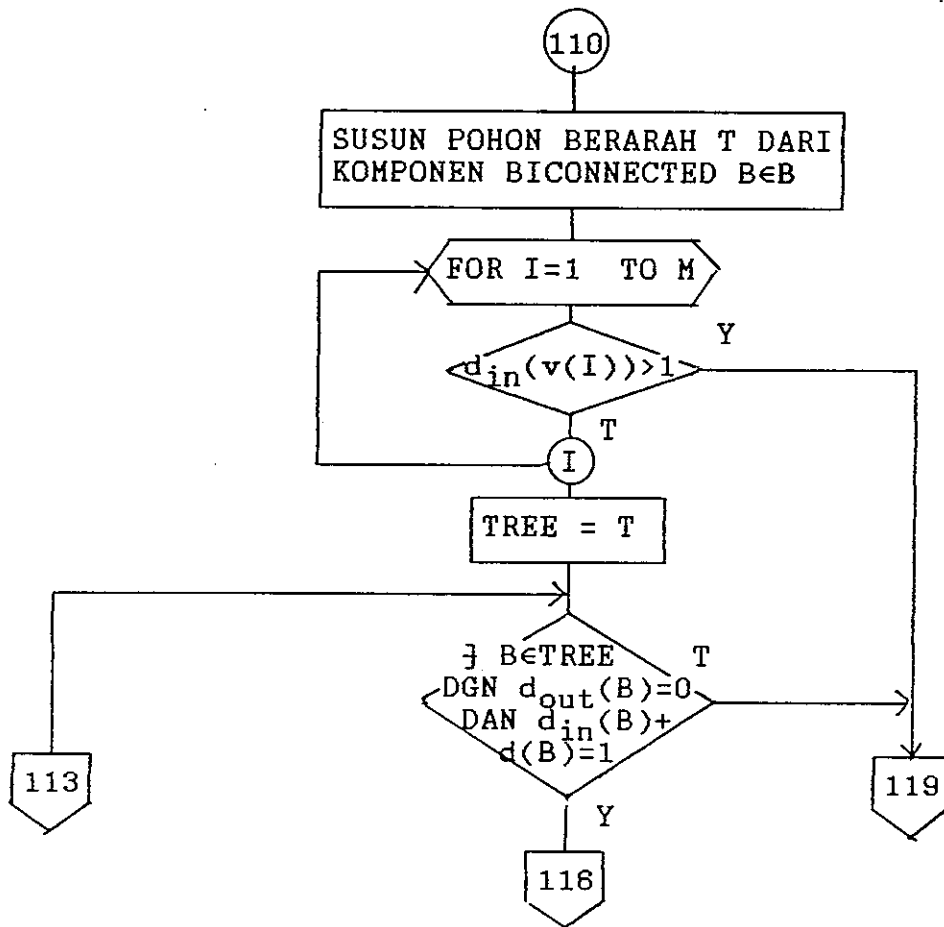 110
SUSUN POHON BERARAH T DARI
KOMPONEN BICONNECTED B∈B
FOR I=1 TO M
Y
d_in(v(I))>1
T
I
TREE = T
∃ B∈TREE
T
DGN d_out(B)=0
DAN d_in(B)+
d(B)=1
113
119
Y
116